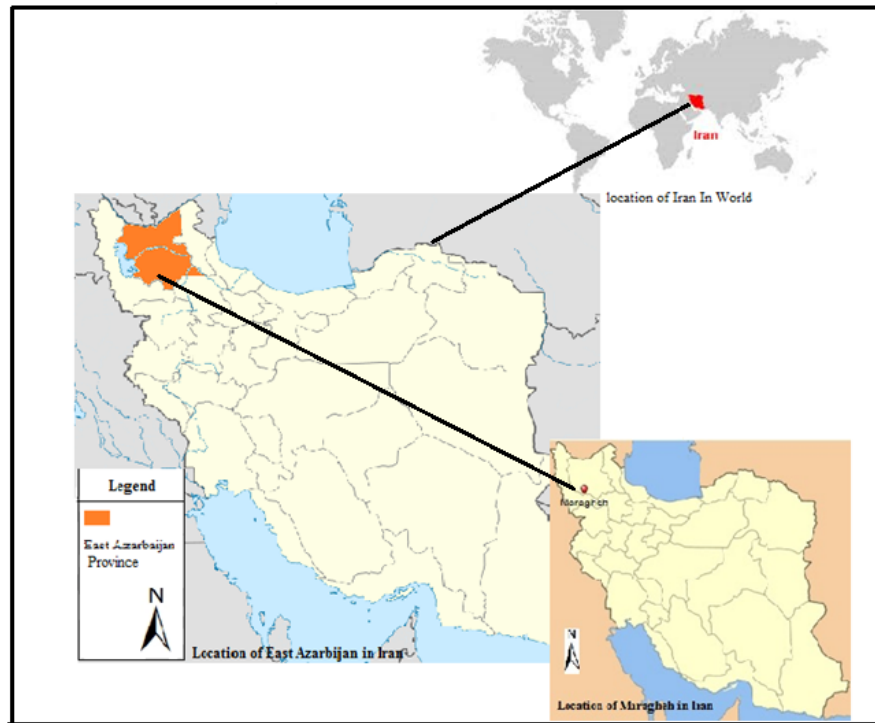 Iran
location of Iran In World
Legend
East Azarbaijan
Province
N
Location of East Azarbijan in Iran
Maragheh
N
Location of Maragheh in Iran